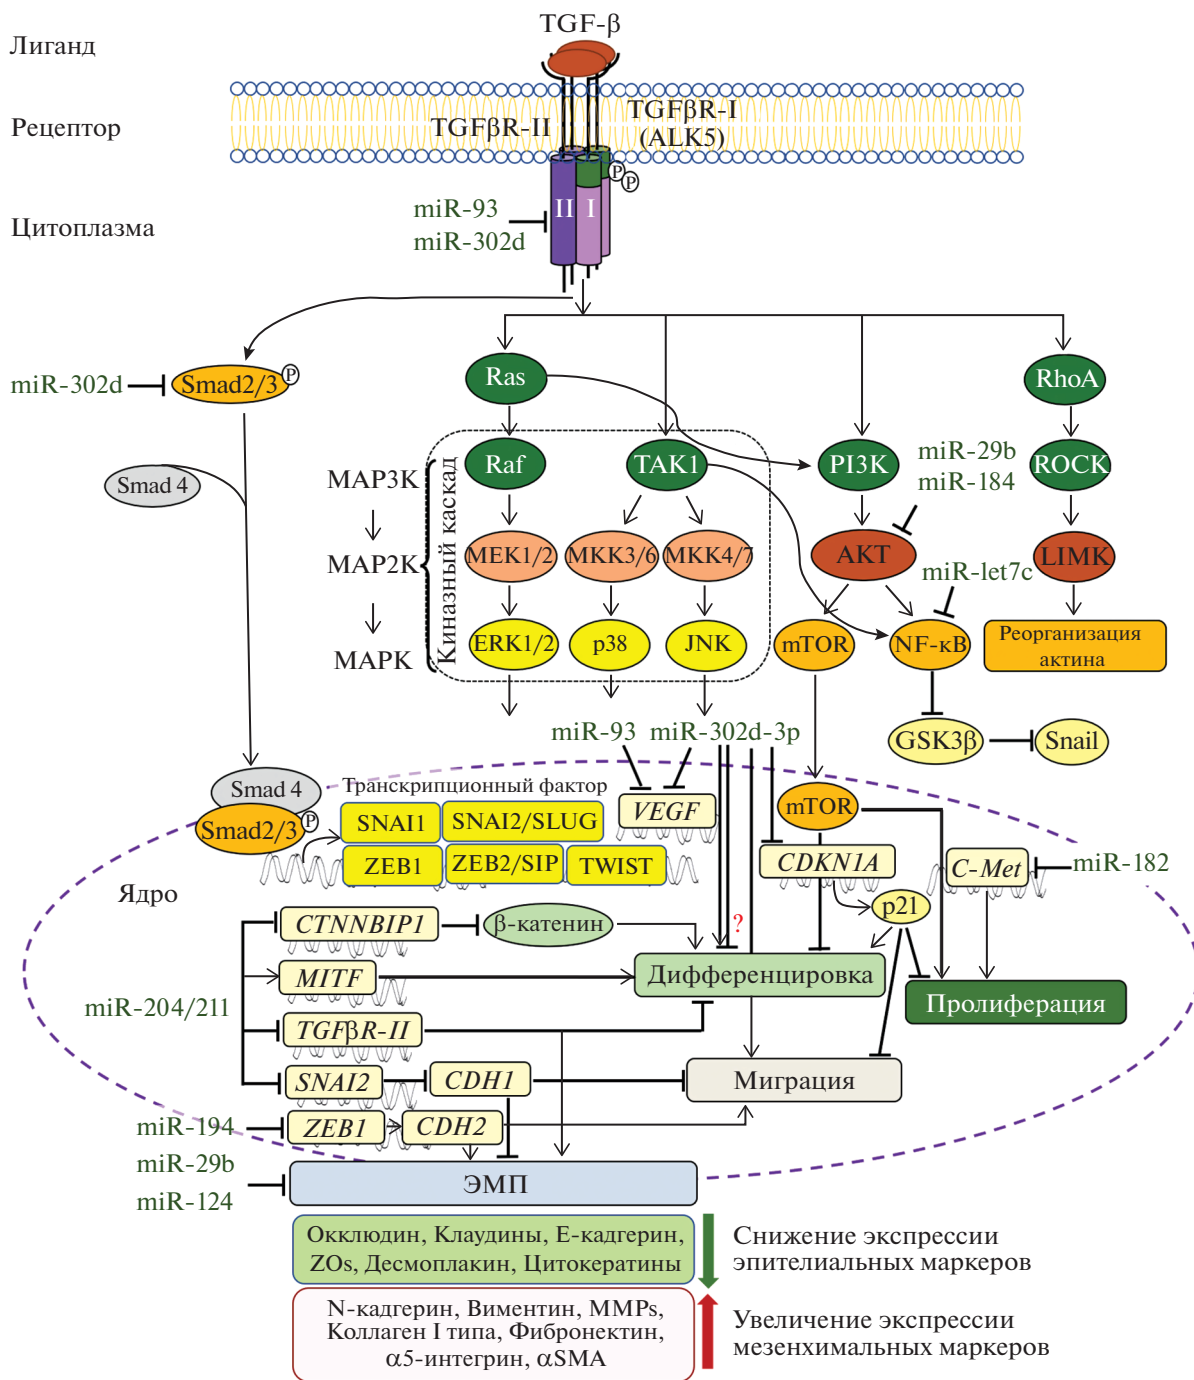 TGF-β
Лиганд
Рецептор
TGFβR-II
TGFβR-I
(ALK5)
P
P
II
I
miR-93
miR-302d
Цитоплазма
miR-302d
Smad2/3
P
Ras
RhoA
Smad 4
MAP3K
MAP2K
MAPK
Киназный каскад
Raf
TAK1
PI3K
miR-29b
miR-184
ROCK
MEK1/2
MKK3/6
MKK4/7
AKT
miR-let7c
LIMK
ERK1/2
p38
JNK
mTOR
NF-κB
Реорганизация
актина
miR-93
miR-302d-3p
GSK3β
Snail
Smad 4
Smad2/3
P
Транскрипционный фактор
SNAI1
SNAI2/SLUG
ZEB1
ZEB2/SIP
TWIST
VEGF
mTOR
CDKN1A
C-Met
miR-182
p21
Ядро
CTNNBIP1
β-катенин
?
MITF
Дифференцировка
Пролиферация
miR-204/211
TGFβR-II
SNAI2
CDH1
Миграция
miR-194
ZEB1
CDH2
miR-29b
miR-124
ЭМП
Окклюдин, Клаудины, Е-кадгерин,
ZOs, Десмоплакин, Цитокератины
Снижение экспрессии
эпителиальных маркеров
N-кадгерин, Виментин, MMPs,
Коллаген I типа, Фибронектин,
α5-интегрин, αSMA
Увеличение экспрессии
мезенхимальных маркеров